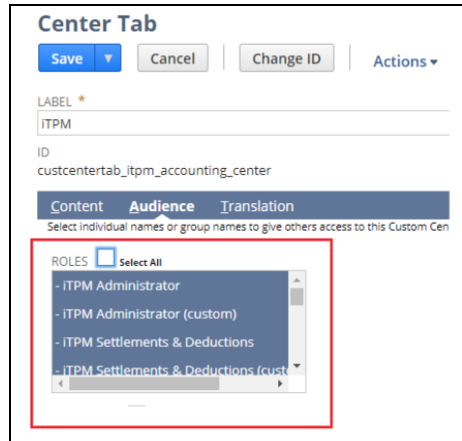 Center Tab
Save Cancel Change ID Actions
LABEL *
iTPM
ID
custcentertab_itpm_accounting_center
Content Audience Translation
Select individual names or group names to give others access to this Custom Cen
ROLES Select All
- iTPM Administrator
- iTPM Administrator (custom)
- iTPM Settlements & Deductions
- iTPM Settlements & Deductions (cust